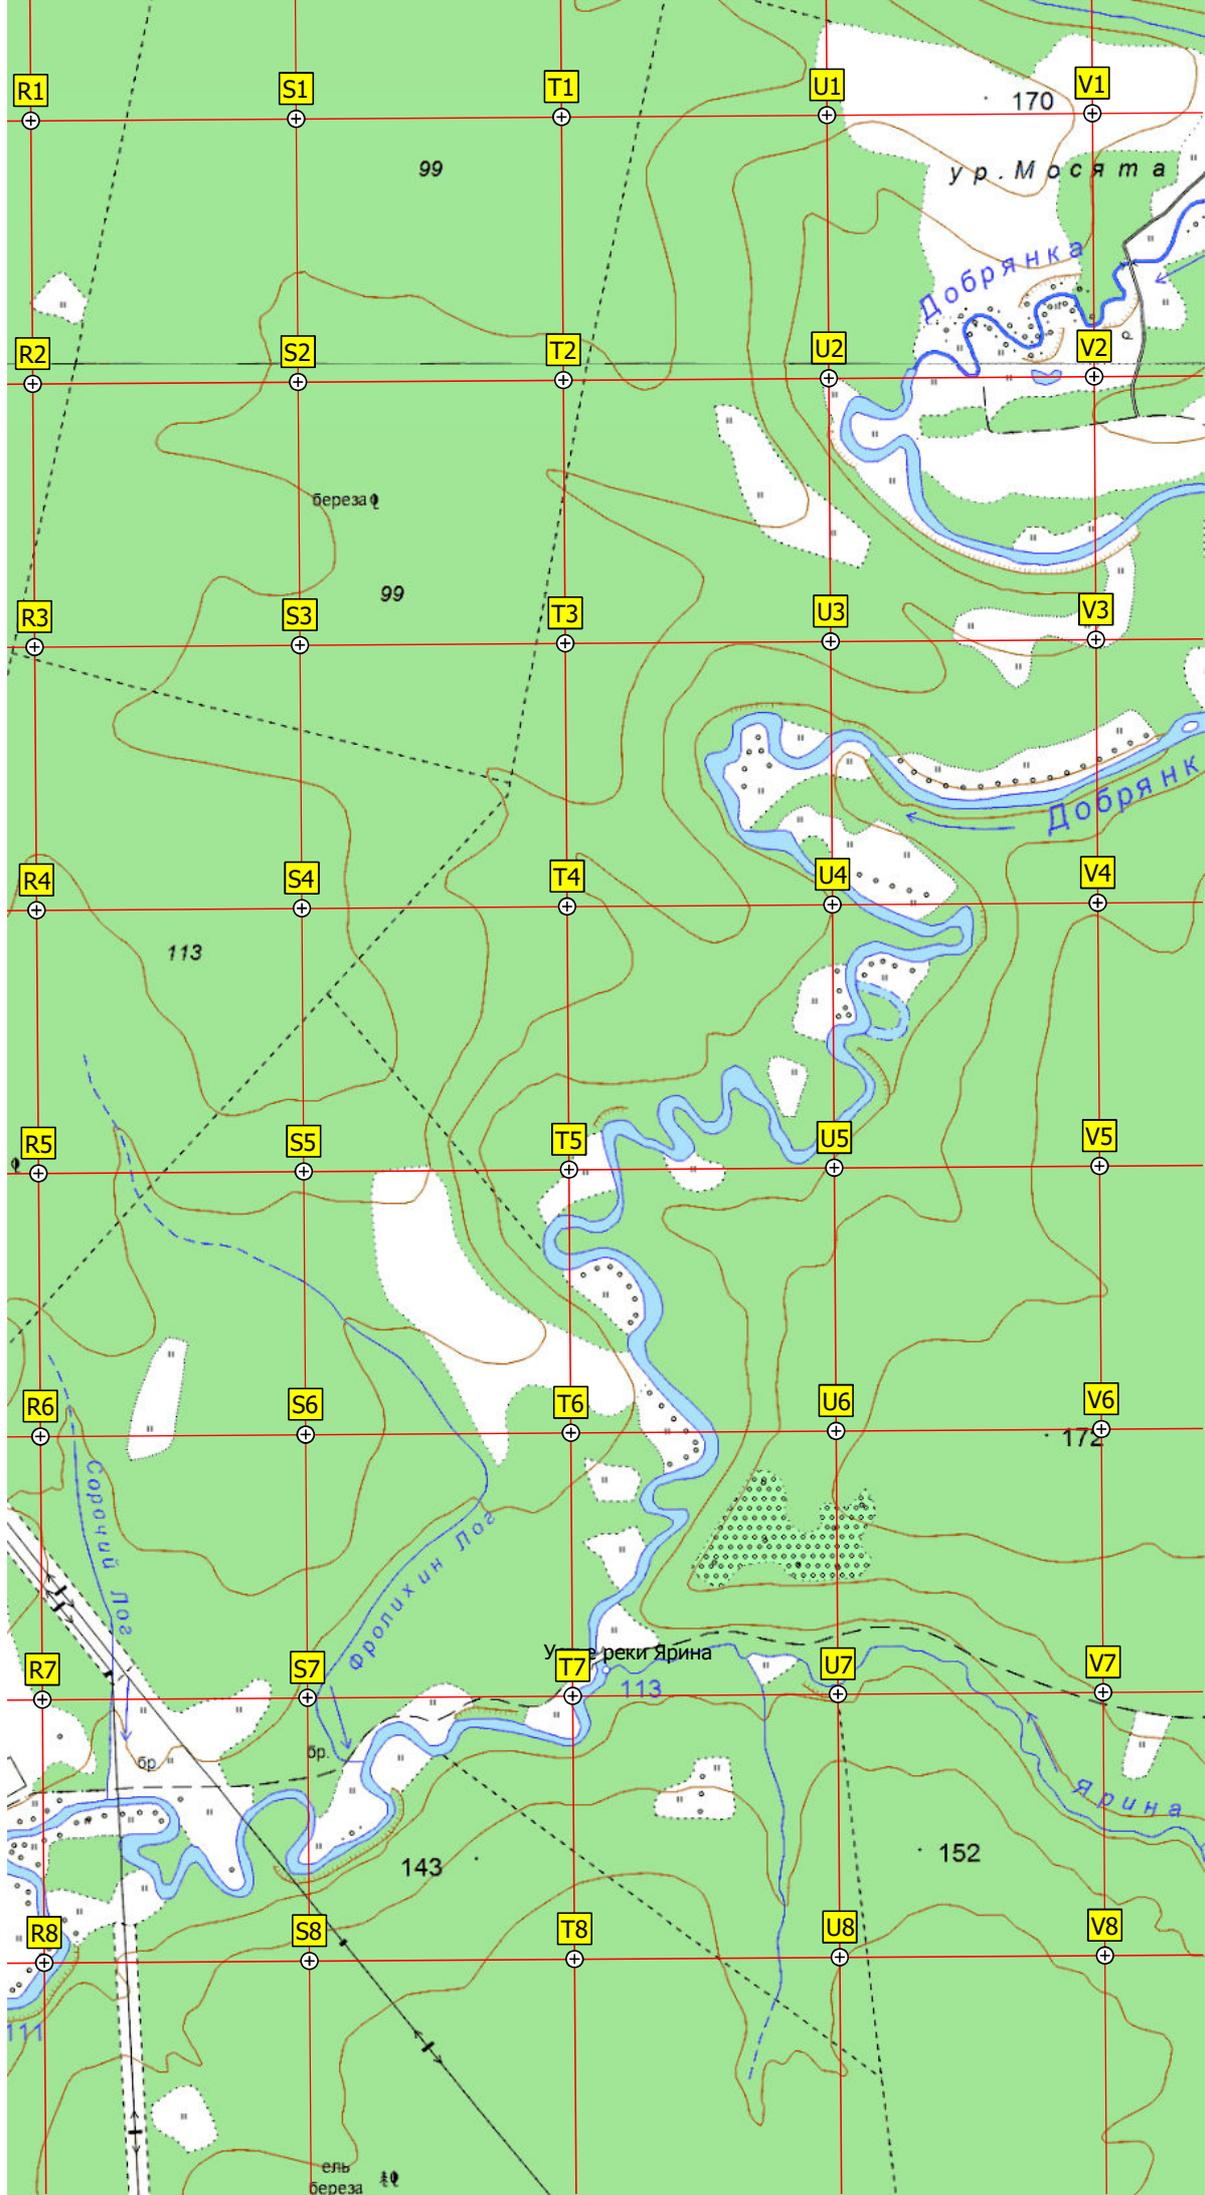 R1
S1
T1
U1
V1
170
99
ур. Мосята
Добрянка
R2
S2
T2
U2
V2
береза
99
R3
S3
T3
U3
V3
Добрянк
R4
S4
T4
U4
V4
113
R5
S5
T5
U5
V5
R6
S6
T6
U6
V6
172
Сорочий Лог
Фролихин Лог
Устье реки Ярина
R7
S7
T7
U7
V7
113
бр.
бр.
Ярина
143
152
R8
S8
T8
U8
V8
111
ель
береза